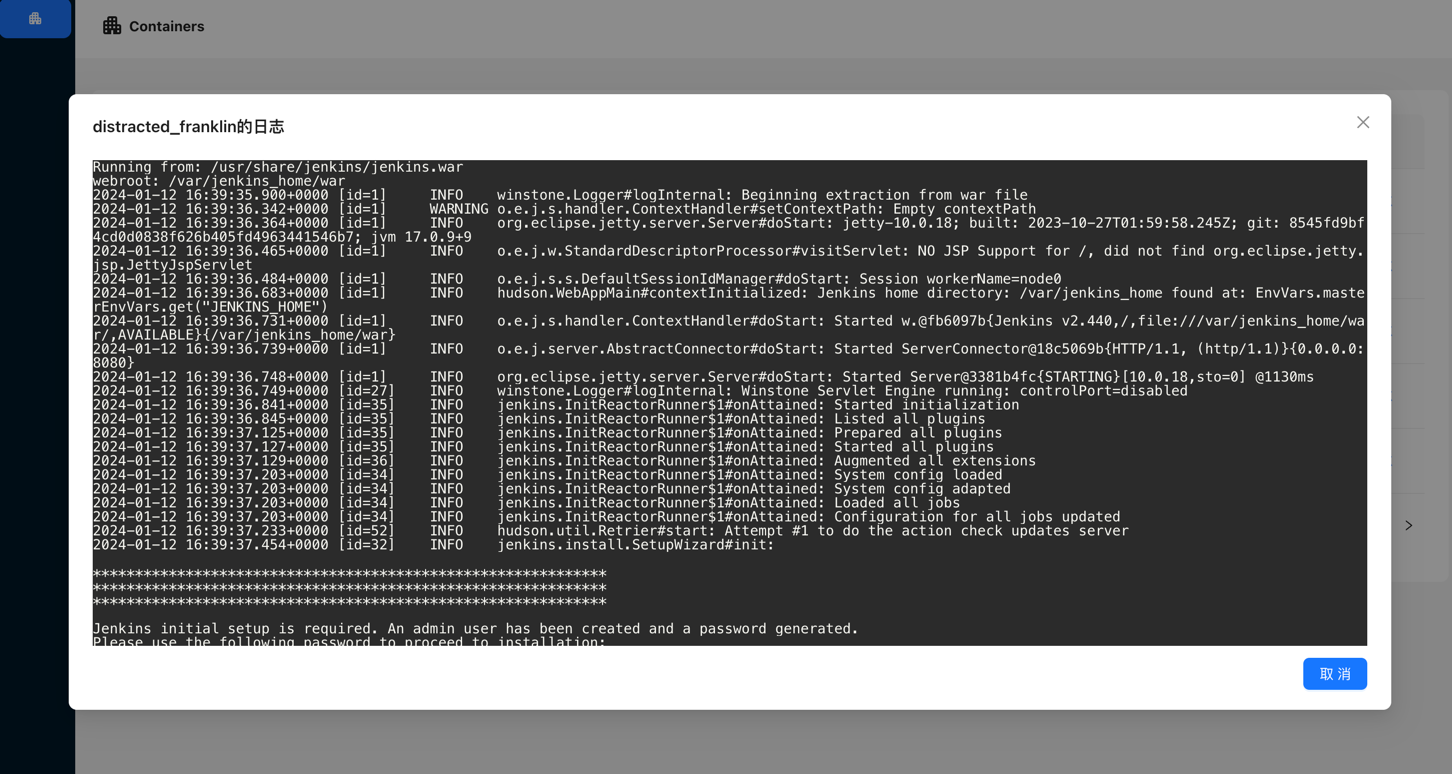 Containers
distracted_franklin的日志
Running from: /usr/share/jenkins/jenkins.war
webroot: /var/jenkins_home/war
2024-01-12 16:39:35.900+0000 [id=1]     INFO    winstone.Logger#logInternal: Beginning extraction from war file
2024-01-12 16:39:36.342+0000 [id=1]     WARNING o.e.j.s.handler.ContextHandler#setContextPath: Empty contextPath
2024-01-12 16:39:36.364+0000 [id=1]     INFO    org.eclipse.jetty.server.Server#doStart: jetty-10.0.18; built: 2023-10-27T01:59:58.245Z; git: 8545fd9bf
4cd0d0838f626b405fd4963441546b7; jvm 17.0.9+9
2024-01-12 16:39:36.465+0000 [id=1]     INFO    o.e.j.w.StandardDescriptorProcessor#visitServlet: NO JSP Support for /, did not find org.eclipse.jetty.
jsp.JettyJspServlet
2024-01-12 16:39:36.484+0000 [id=1]     INFO    o.e.j.s.s.DefaultSessionIdManager#doStart: Session workerName=node0
2024-01-12 16:39:36.683+0000 [id=1]     INFO    hudson.WebAppMain#contextInitialized: Jenkins home directory: /var/jenkins_home found at: EnvVars.maste
rEnvVars.get("JENKINS_HOME")
2024-01-12 16:39:36.731+0000 [id=1]     INFO    o.e.j.s.handler.ContextHandler#doStart: Started w.@fb6097b{Jenkins v2.440,/,file:///var/jenkins_home/wa
r/,AVAILABLE}{/var/jenkins_home/war}
2024-01-12 16:39:36.739+0000 [id=1]     INFO    o.e.j.server.AbstractConnector#doStart: Started ServerConnector@18c5069b{HTTP/1.1, (http/1.1)}{0.0.0.0:
8080}
2024-01-12 16:39:36.748+0000 [id=1]     INFO    org.eclipse.jetty.server.Server#doStart: Started Server@3381b4fc{STARTING}[10.0.18,sto=0] @1130ms
2024-01-12 16:39:36.749+0000 [id=27]    INFO    winstone.Logger#logInternal: Winstone Servlet Engine running: controlPort=disabled
2024-01-12 16:39:36.841+0000 [id=35]    INFO    jenkins.InitReactorRunner$1#onAttained: Started initialization
2024-01-12 16:39:36.845+0000 [id=35]    INFO    jenkins.InitReactorRunner$1#onAttained: Listed all plugins
2024-01-12 16:39:37.125+0000 [id=35]    INFO    jenkins.InitReactorRunner$1#onAttained: Prepared all plugins
2024-01-12 16:39:37.127+0000 [id=35]    INFO    jenkins.InitReactorRunner$1#onAttained: Started all plugins
2024-01-12 16:39:37.129+0000 [id=36]    INFO    jenkins.InitReactorRunner$1#onAttained: Augmented all extensions
2024-01-12 16:39:37.203+0000 [id=34]    INFO    jenkins.InitReactorRunner$1#onAttained: System config loaded
2024-01-12 16:39:37.203+0000 [id=34]    INFO    jenkins.InitReactorRunner$1#onAttained: System config adapted
2024-01-12 16:39:37.203+0000 [id=34]    INFO    jenkins.InitReactorRunner$1#onAttained: Loaded all jobs
2024-01-12 16:39:37.203+0000 [id=34]    INFO    jenkins.InitReactorRunner$1#onAttained: Configuration for all jobs updated
2024-01-12 16:39:37.233+0000 [id=52]    INFO    hudson.util.Retrier#start: Attempt #1 to do the action check updates server
2024-01-12 16:39:37.454+0000 [id=32]    INFO    jenkins.install.SetupWizard#init:
*************************************************************
*************************************************************
*************************************************************
Jenkins initial setup is required. An admin user has been created and a password generated.
Please use the following password to proceed to installation:
取 消